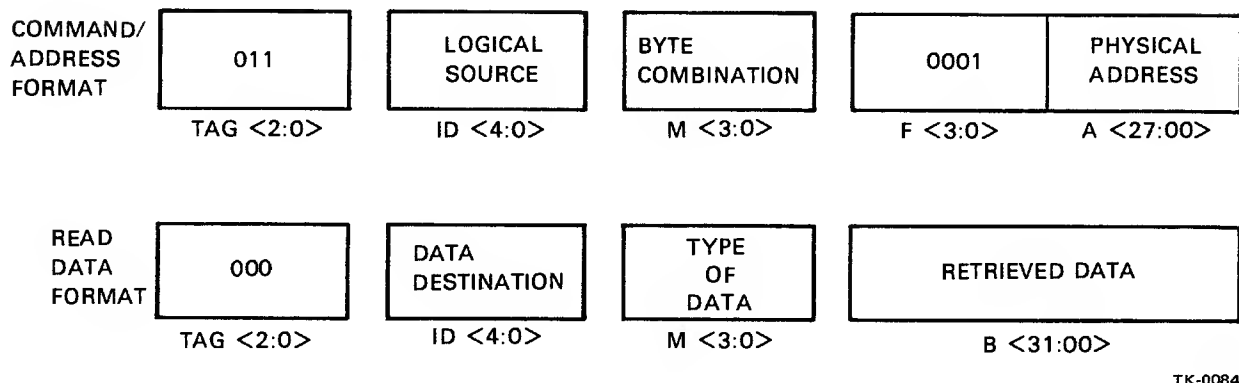 COMMAND/
ADDRESS
FORMAT
011
LOGICAL
SOURCE
BYTE
COMBINATION
0001
PHYSICAL
ADDRESS
TAG <2:0>
ID <4:0>
M <3:0>
F <3:0>
A <27:00>
READ
DATA
FORMAT
000
DATA
DESTINATION
TYPE
OF
DATA
RETRIEVED DATA
TAG <2:0>
ID <4:0>
M <3:0>
B <31:00>
TK-0084